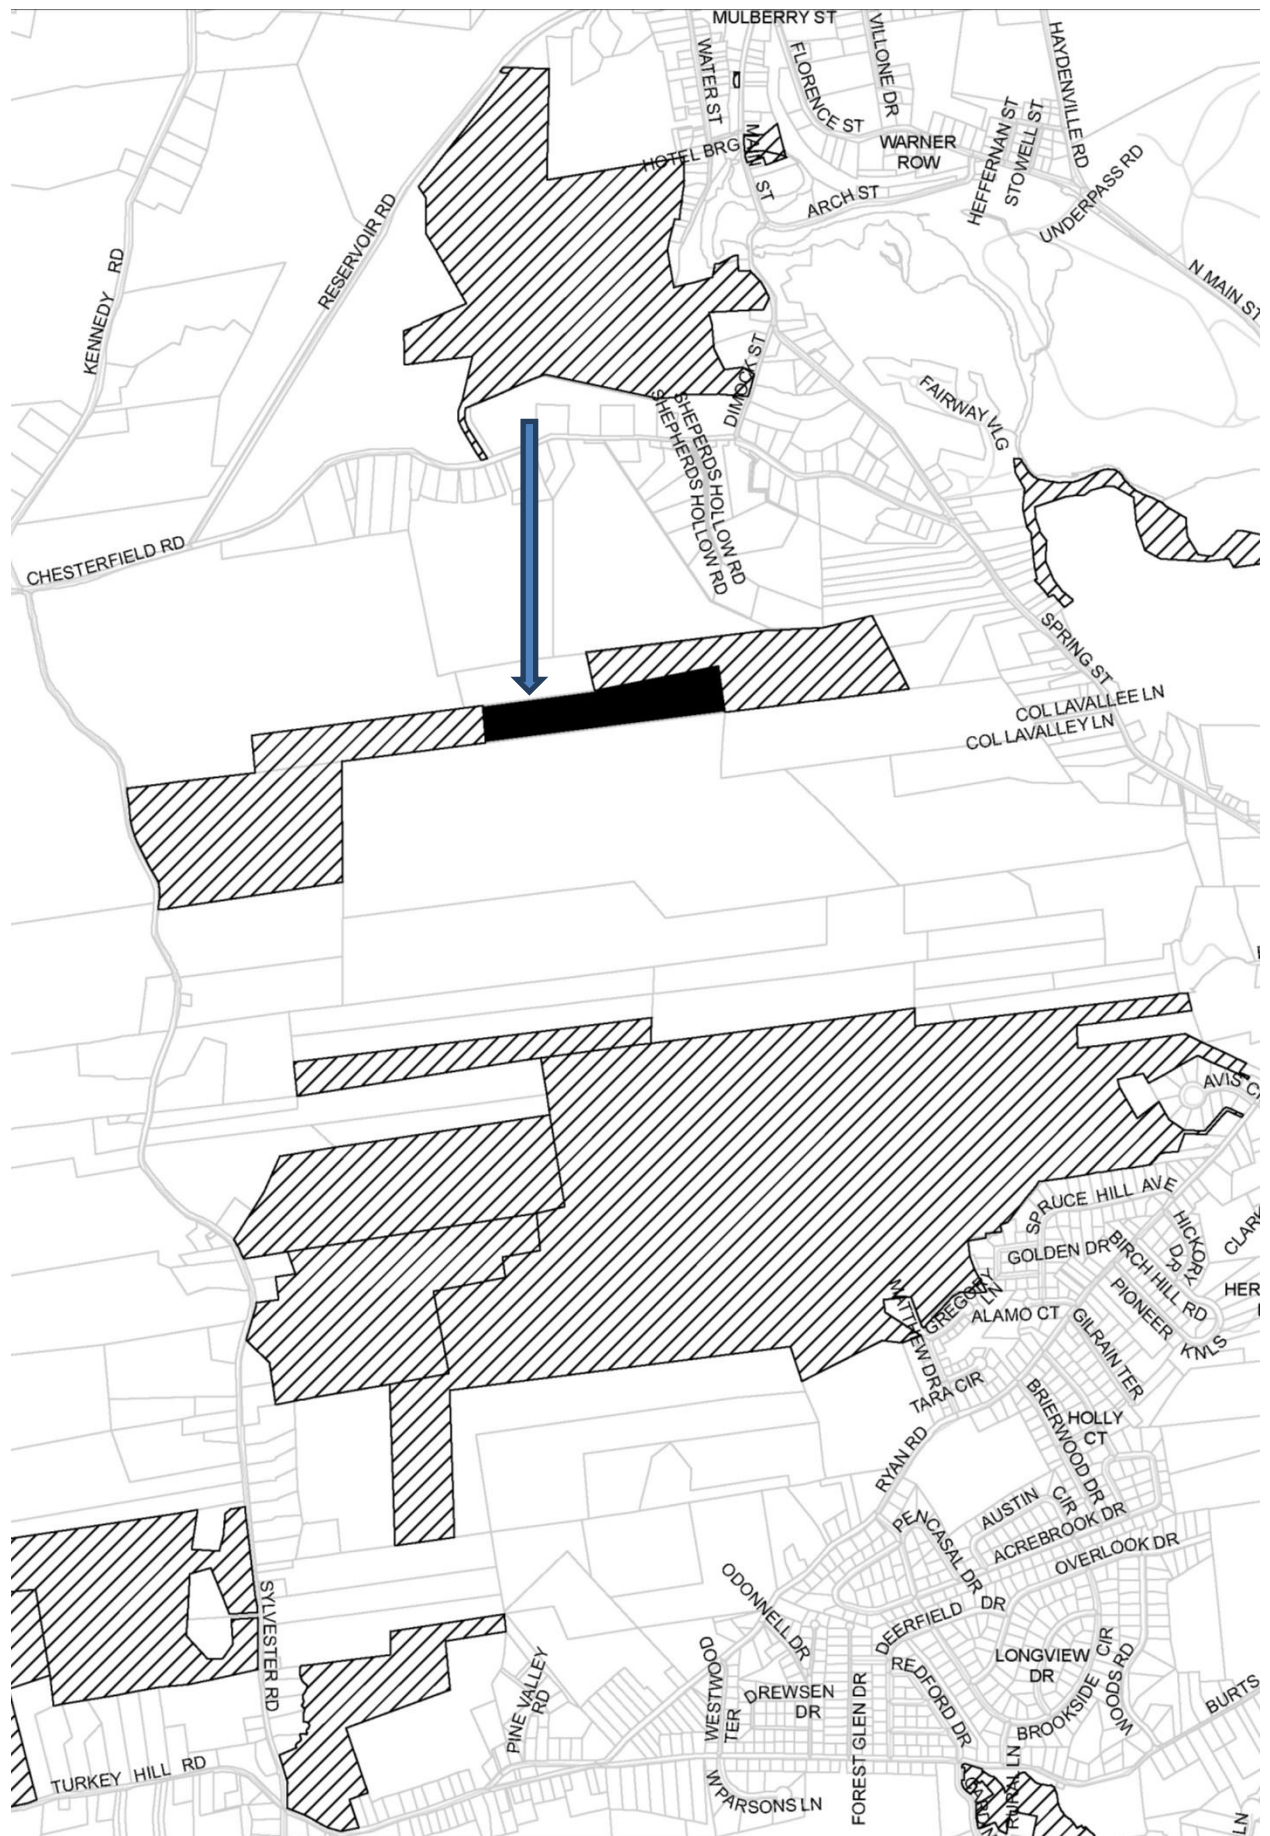 MULBERRY ST
WATER ST
FLORENCE ST
VILLONE DR
HAYDENVILLE RD
HOTEL BRG
MAIN ST
WARNER
ROW
HEFFERNAN ST
STOWELL ST
ARCH ST
UNDERPASS RD
N MAIN ST
RESERVOIR RD
KENNEDY RD
DIMOCK ST
FAIRWAY VLG
SHEPERDS HOLLOW RD
SHEPHERDS HOLLOW RD
CHESTERFIELD RD
SPRING ST
COL LAVALLEE LN
COL LAVALLEY LN
AVIS C
SPRUCE HILL AVE
HICKORY
DR
CLARK
GOLDEN DR
BIRCH HILL RD
MATTHEW DR
GREGORY
LN
ALAMO CT
PIONEER KNLS
HER
GILRAIN TER
TARA CIR
BRIERWOOD DR
HOLLY
CT
RYAN RD
AUSTIN CIR
PENCASAL DR
ACREBROOK DR
OVERLOOK DR
ODONNELL DR
DEERFIELD DR
SYLVESTER RD
LONGVIEW
DR
REDFORD DR
BROOKSIDE CIR
WOODS RD
BURTS
PINE VALLEY
RD
WESTWOOD
TER
DREWSEN
DR
FOREST GLEN DR
TURKEY HILL RD
W PARSONS LN
RURAL LN
LN